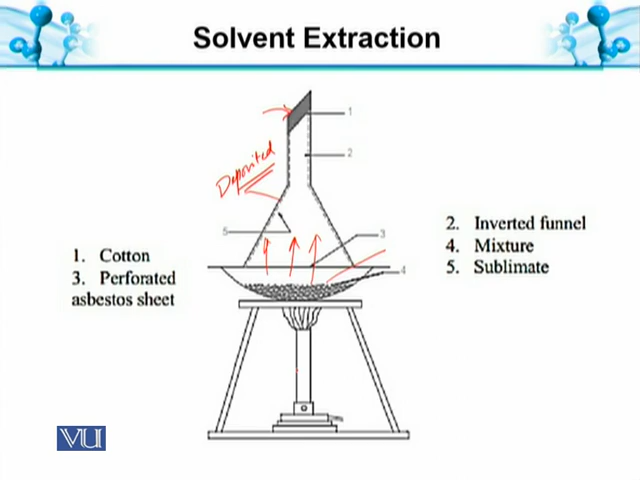 Solvent Extraction
1
2
Deposited
5
3
4
1. Cotton
3. Perforated
asbestos sheet
2. Inverted funnel
4. Mixture
5. Sublimate
VU